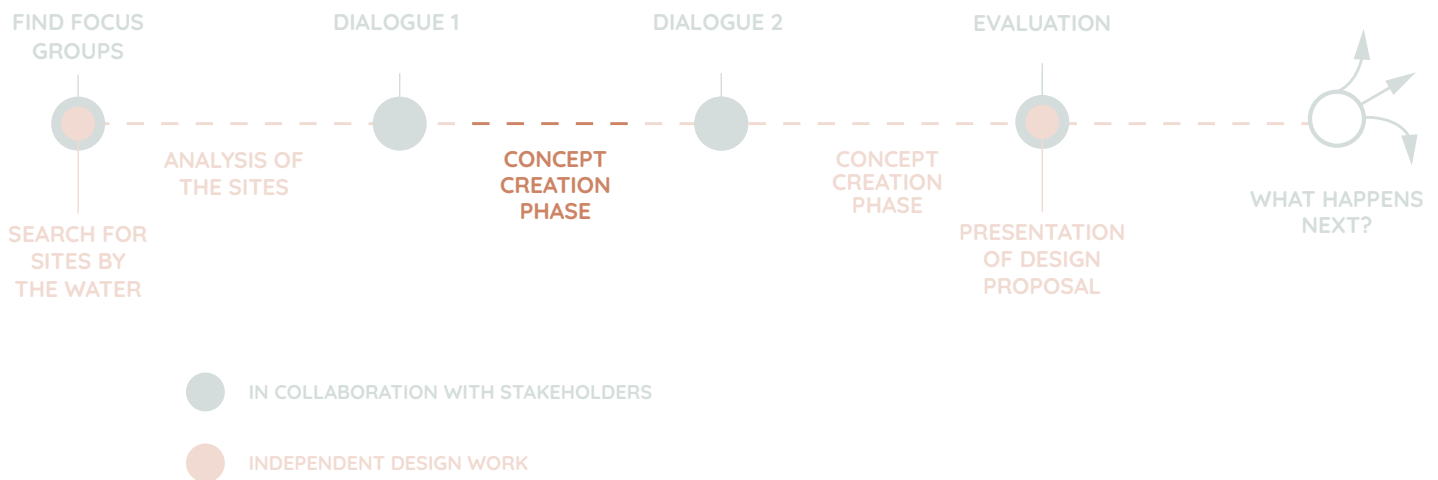 FIND FOCUS
GROUPS
DIALOGUE 1
DIALOGUE 2
EVALUATION
ANALYSIS OF
THE SITES
CONCEPT
CREATION
PHASE
CONCEPT
CREATION
PHASE
SEARCH FOR
SITES BY
THE WATER
PRESENTATION
OF DESIGN
PROPOSAL
WHAT HAPPENS
NEXT?
IN COLLABORATION WITH STAKEHOLDERS
INDEPENDENT DESIGN WORK